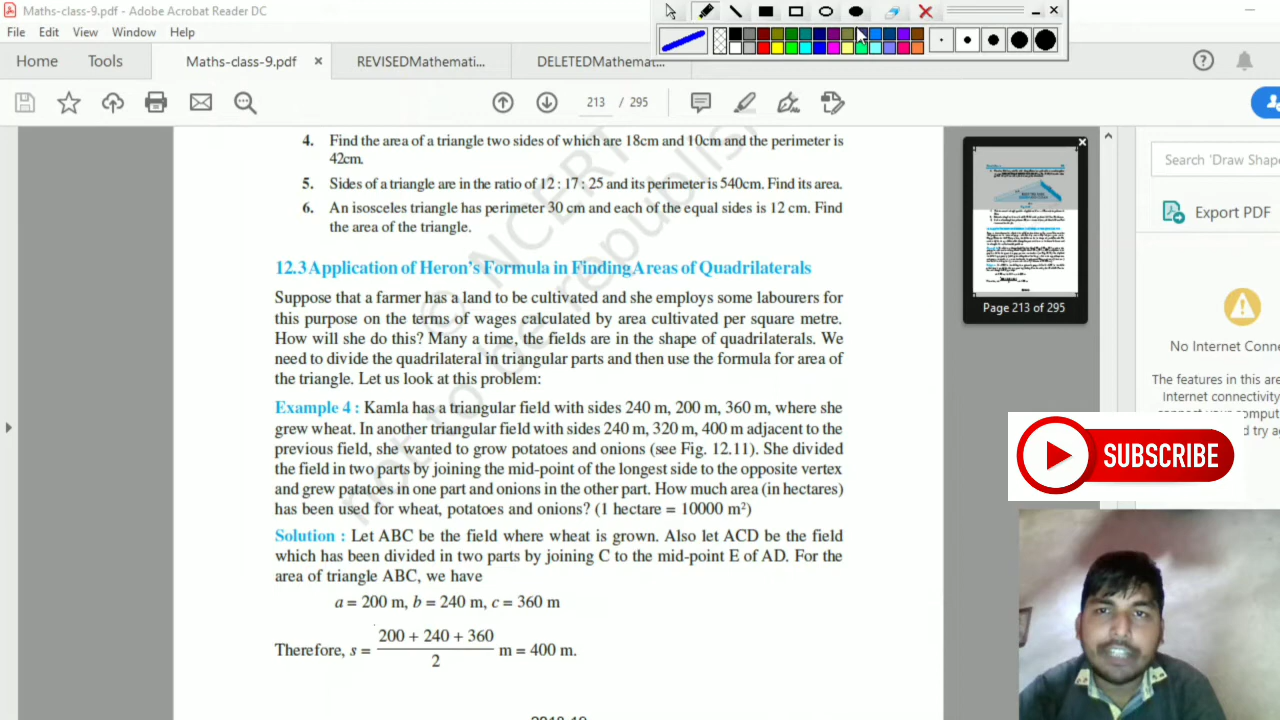 Maths-class-9.pdf - Adobe Acrobat Reader DC
File Edit View Window Help
Home Tools Maths-class-9.pdf × REVISEDMathemati... DELETEDMathemat...
213 / 295
4. Find the area of a triangle two sides of which are 18cm and 10cm and the perimeter is
42cm.
5. Sides of a triangle are in the ratio of 12 : 17 : 25 and its perimeter is 540cm. Find its area.
6. An isosceles triangle has perimeter 30 cm and each of the equal sides is 12 cm. Find
the area of the triangle.
12.3 Application of Heron's Formula in Finding Areas of Quadrilaterals
Suppose that a farmer has a land to be cultivated and she employs some labourers for
this purpose on the terms of wages calculated by area cultivated per square metre.
How will she do this? Many a time, the fields are in the shape of quadrilaterals. We
need to divide the quadrilateral in triangular parts and then use the formula for area of
the triangle. Let us look at this problem:
Example 4 : Kamla has a triangular field with sides 240 m, 200 m, 360 m, where she
grew wheat. In another triangular field with sides 240 m, 320 m, 400 m adjacent to the
previous field, she wanted to grow potatoes and onions (see Fig. 12.11). She divided
the field in two parts by joining the mid-point of the longest side to the opposite vertex
and grew patatoes in one part and onions in the other part. How much area (in hectares)
has been used for wheat, potatoes and onions? (1 hectare = 10000 m²)
Solution : Let ABC be the field where wheat is grown. Also let ACD be the field
which has been divided in two parts by joining C to the mid-point E of AD. For the
area of triangle ABC, we have
a = 200 m, b = 240 m, c = 360 m
Therefore, s = (200 + 240 + 360)/2 m = 400 m.
© NCERT
not to be republis
Page 213 of 295
Search 'Draw Shap
Export PDF
No Internet Conne
The features in this are
Internet connectivity
try a
SUBSCRIBE